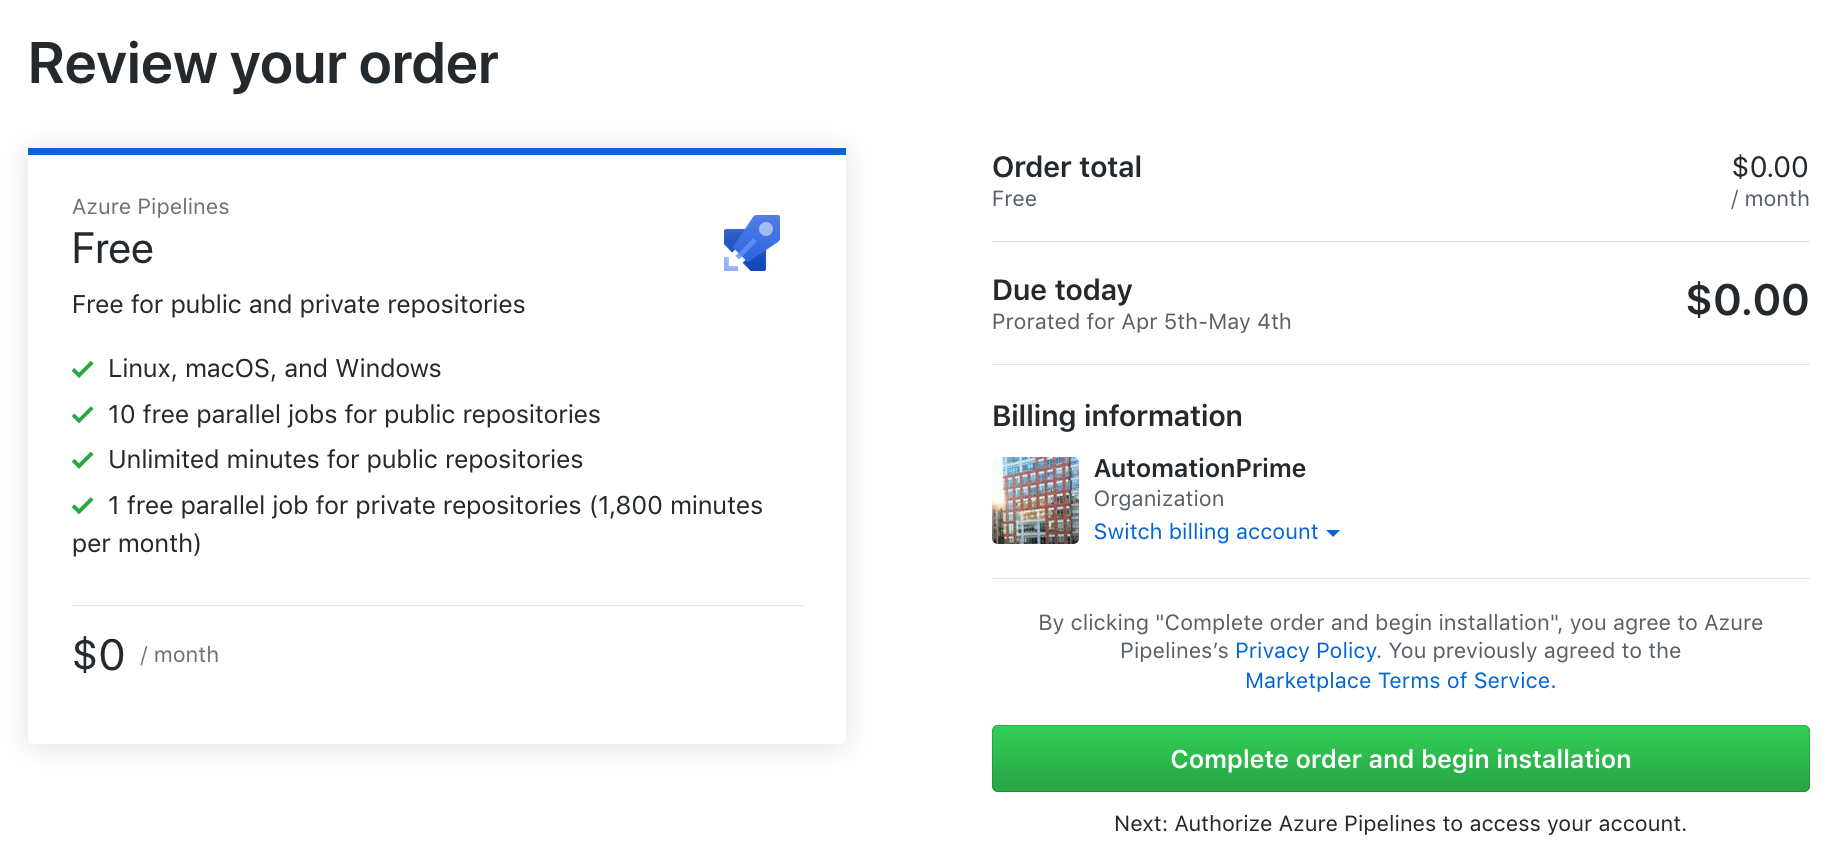 Review your order
Azure Pipelines
Free
Free for public and private repositories
Linux, macOS, and Windows
10 free parallel jobs for public repositories
Unlimited minutes for public repositories
1 free parallel job for private repositories (1,800 minutes
per month)
$0 / month
Order total $0.00
Free / month
Due today $0.00
Prorated for Apr 5th-May 4th
Billing information
AutomationPrime
Organization
Switch billing account
By clicking "Complete order and begin installation", you agree to Azure
Pipelines’s Privacy Policy. You previously agreed to the
Marketplace Terms of Service.
Complete order and begin installation
Next: Authorize Azure Pipelines to access your account.